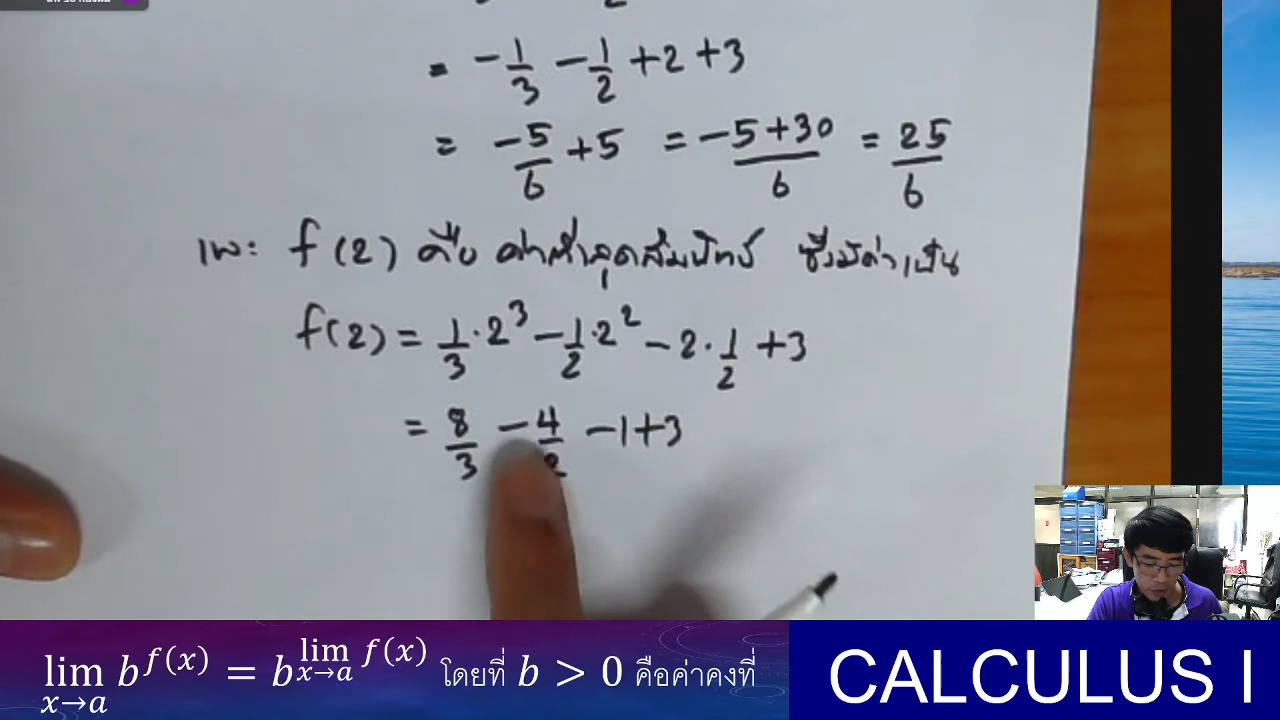 = -1/3 - 1/2 + 2 + 3
= -5/6 + 5 = -5+30/6 = 25/6
และ f(2) คือ ค่าต่ำสุดสัมพัทธ์ ซึ่งมีค่าเป็น
f(2) = 1/3 · 2³ - 1/2 · 2² - 2 · 1/2 + 3
= 8/3 - 4/2 - 1 + 3
lim x→a b^f(x) = b^lim x→a f(x) โดยที่ b > 0 คือค่าคงที่
CALCULUS I